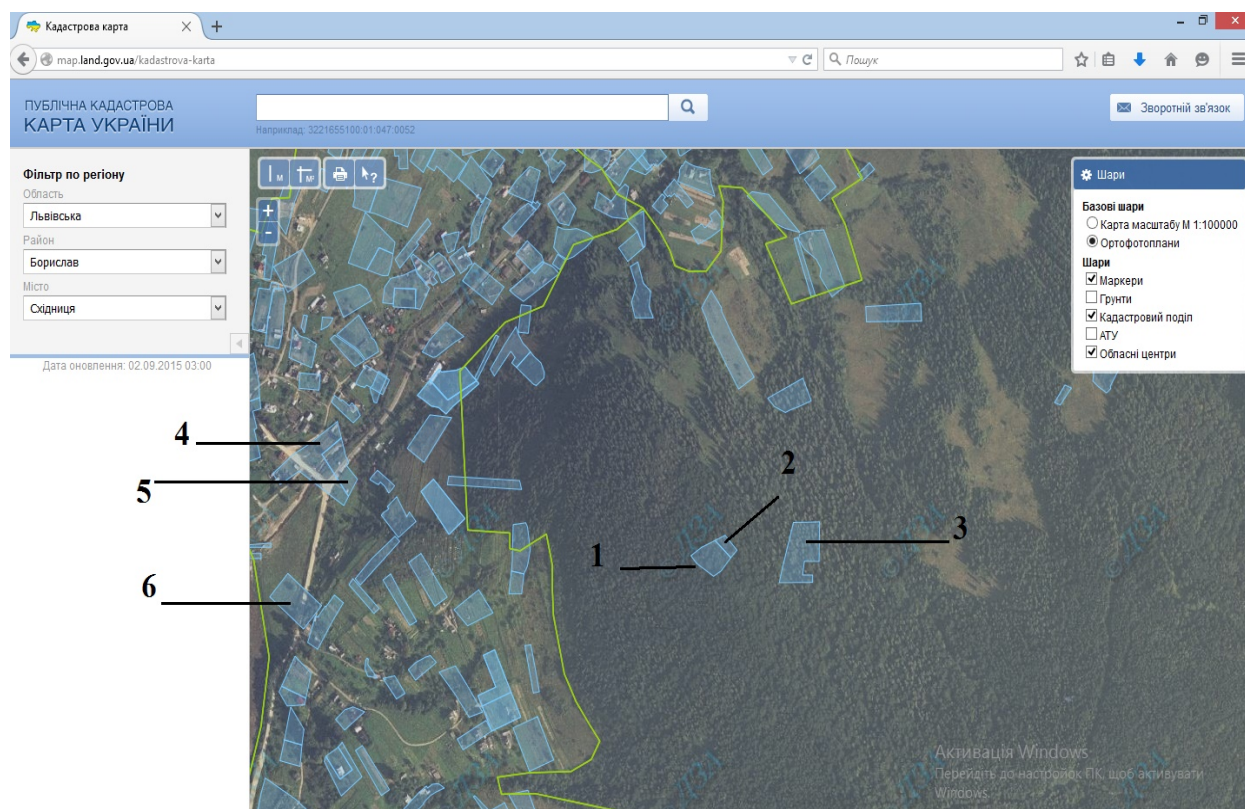 Кадастрова карта
map.land.gov.ua/kadastrova-karta
Пошук
ПУБЛІЧНА КАДАСТРОВА
КАРТА УКРАЇНИ
Наприклад: 3221655100:01:047:0052
Зворотній зв'язок
Фільтр по регіону
Область
Львівська
Район
Борислав
Місто
Східниця
Дата оновлення: 02.09.2015 03:00
М
М²
?
+
-
Шари
Базові шари
Карта масштабу М 1:100000
Ортофотоплани
Шари
Маркери
Грунти
Кадастровий поділ
АТУ
Обласні центри
4
5
6
1
2
3
Активація Windows
Перейдіть до настройок ПК, щоб активувати
Windows.